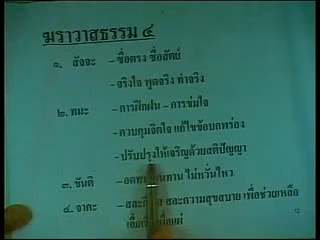 ฆราวาสธรรม ๔
๑. สัจจะ - ซื่อตรง ซื่อสัตย์
- จริงใจ พูดจริง ทำจริง
๒. ทมะ - การฝึกฝน - การข่มใจ
- ควบคุมจิตใจ แก้ไขข้อบกพร่อง
- ปรับปรุงให้เจริญด้วยสติปัญญา
๓. ขันติ - อดทน ไม่หวั่นไหว
๔. จาคะ - สละ สละความสุขสบาย เพื่อช่วยเหลือ